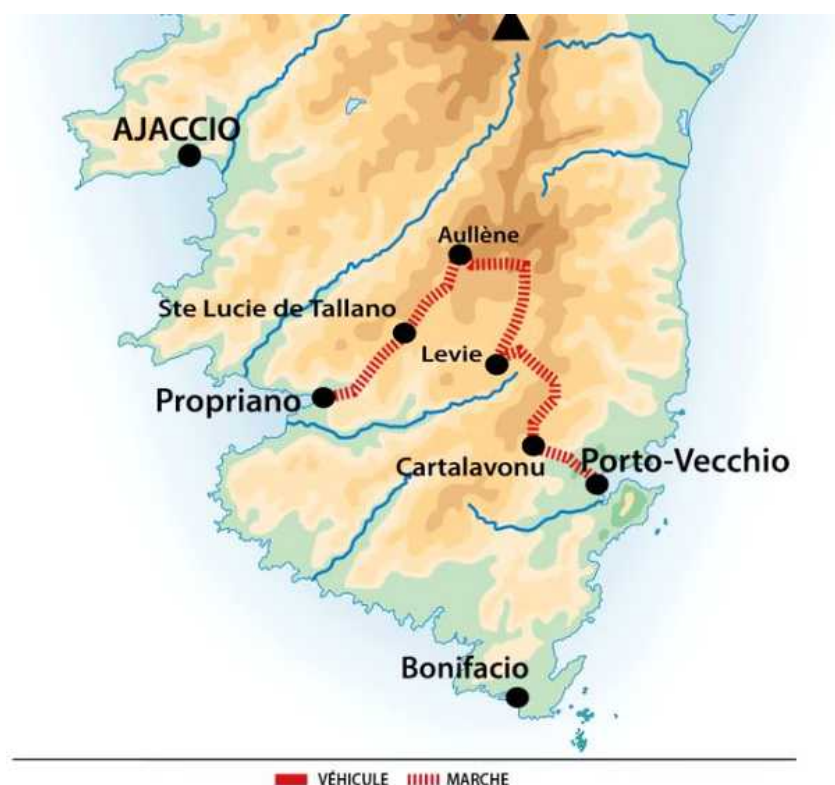 AJACCIO
Aullène
Ste Lucie de Tallano
Levie
Propriano
Cartalavonu
Porto-Vecchio
Bonifacio
VÉHICULE MARCHE